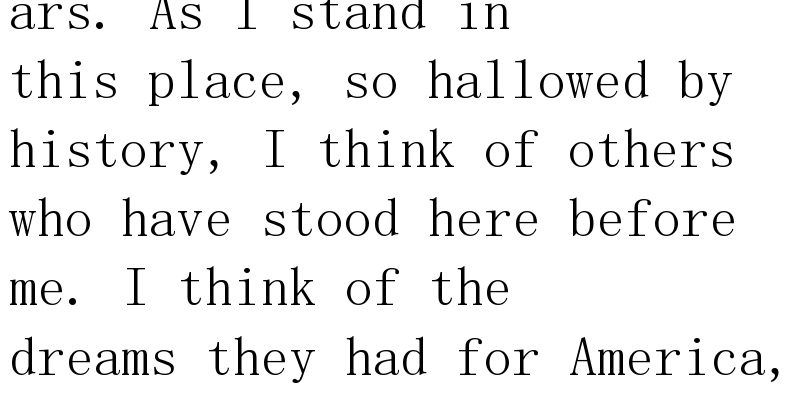 ars. As I stand in
this place, so hallowed by
history, I think of others
who have stood here before
me. I think of the
dreams they had for America,